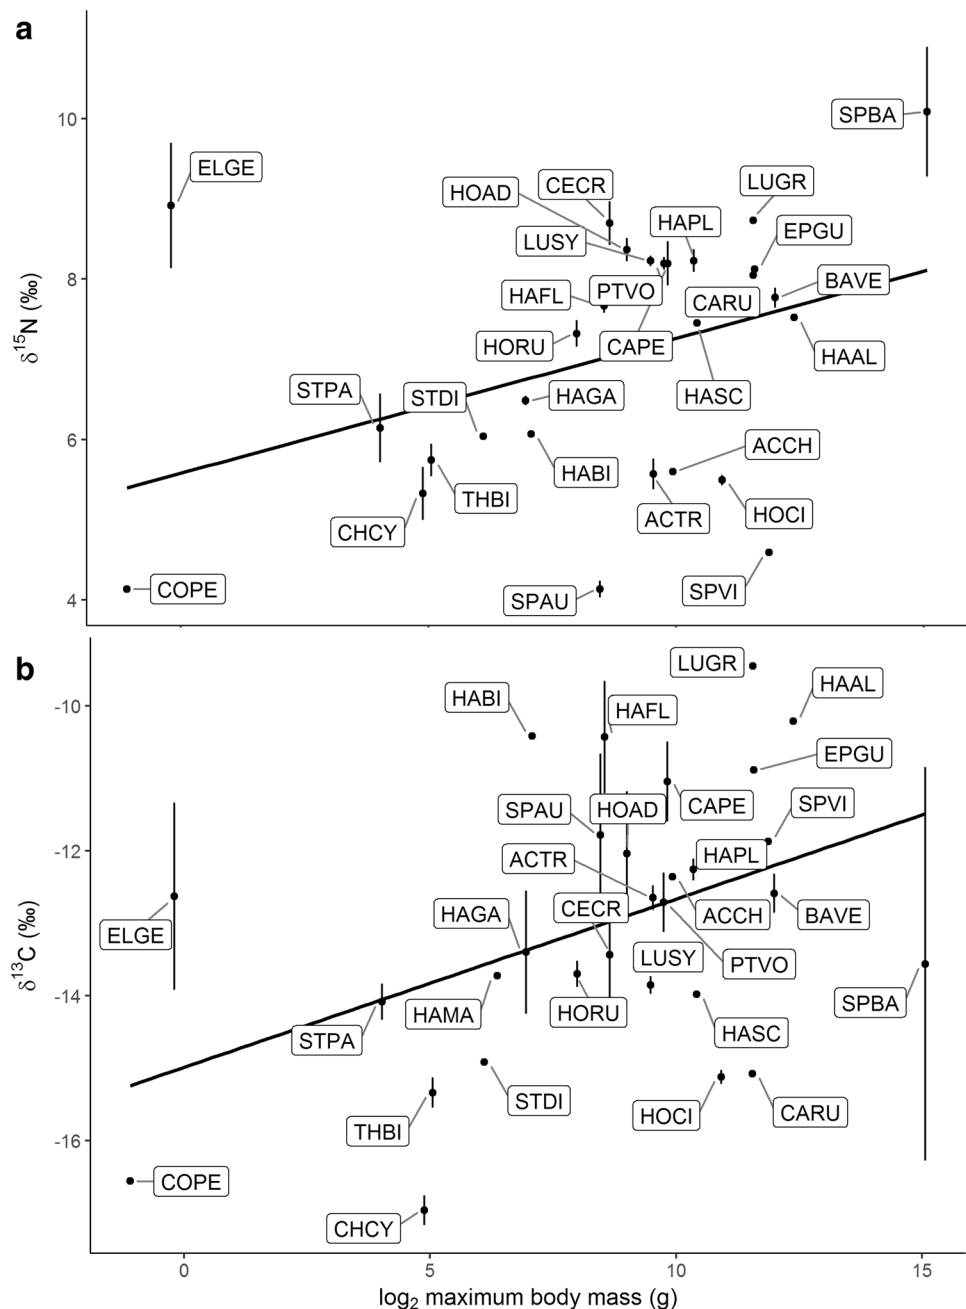 a
SPBA
10
ELGE
CECR
LUGR
HOAD
HAPL
EPGU
LUSY
8
BAVE
HAFL
PTVO
CARU
δ15N (‰)
HORU
CAPE
HAAL
STPA
STDI
HAGA
HASC
6
ACCH
HABI
THBI
HOCI
ACTR
CHCY
COPE
SPVI
SPAU
4
b
LUGR
HAAL
HABI
-10
HAFL
EPGU
SPAU
HOAD
CAPE
SPVI
-12
ACTR
HAPL
HAGA
CECR
ACCH
BAVE
ELGE
δ13C (‰)
LUSY
PTVO
-14
SPBA
HAMA
HORU
STPA
HASC
STDI
HOCI
CARU
THBI
-16
COPE
CHCY
0 5 10 15
log2 maximum body mass (g)